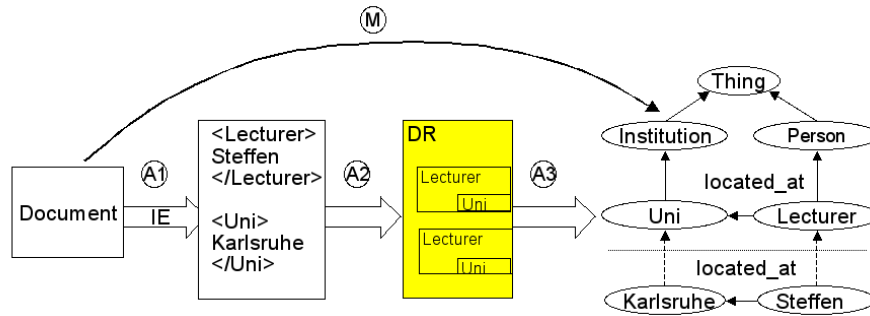 M
Thing
<Lecturer>
Steffen
</Lecturer>
<Uni>
Karlsruhe
</Uni>
DR
Lecturer
Uni
Lecturer
Uni
Institution
Person
A1
A2
A3
Document
IE
located_at
Uni
Lecturer
located_at
Karlsruhe
Steffen